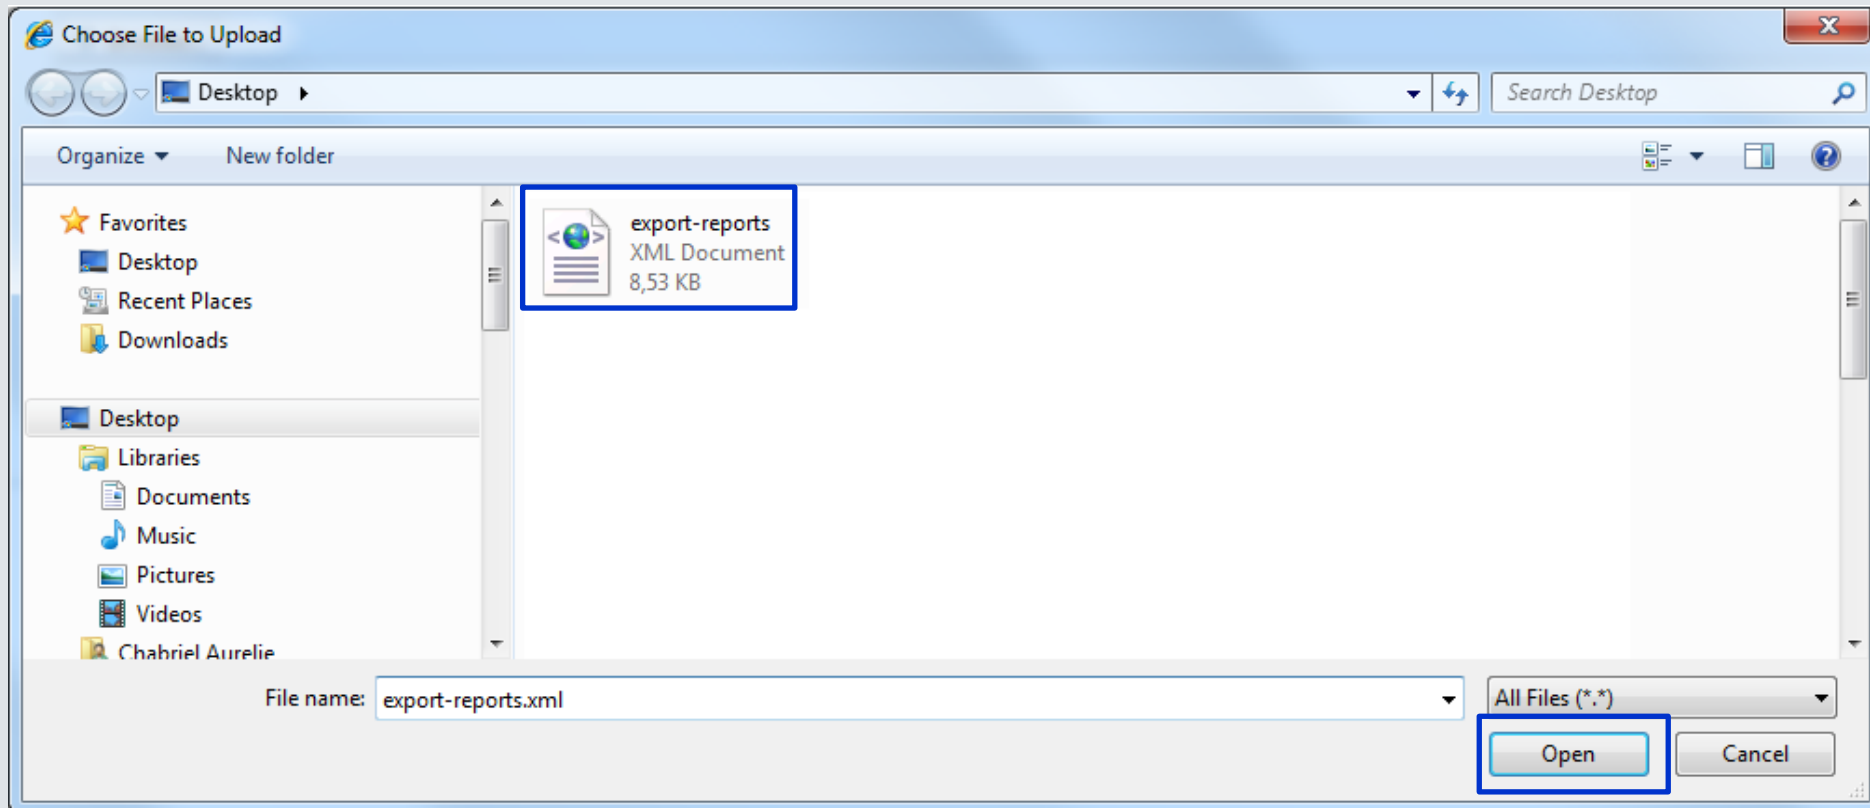 Choose File to Upload
Desktop
Search Desktop
Organize
New folder
Favorites
Desktop
Recent Places
Downloads
Desktop
Libraries
Documents
Music
Pictures
Videos
Chabriel Aurelie
export-reports
XML Document
8,53 KB
File name: export-reports.xml
All Files (*.*)
Open
Cancel